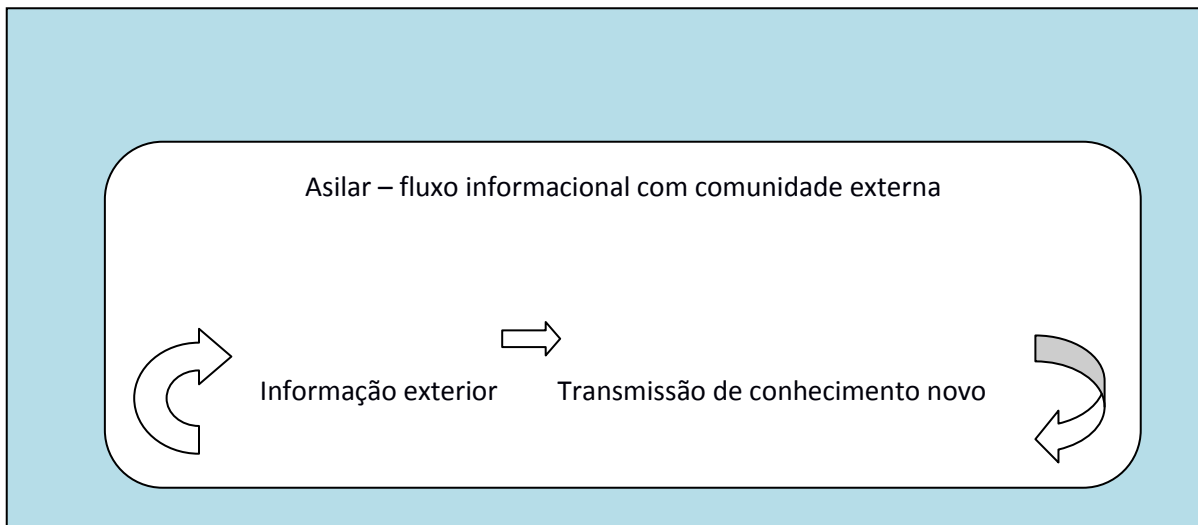 Asilar – fluxo informacional com comunidade externa
Informação exterior
Transmissão de conhecimento novo